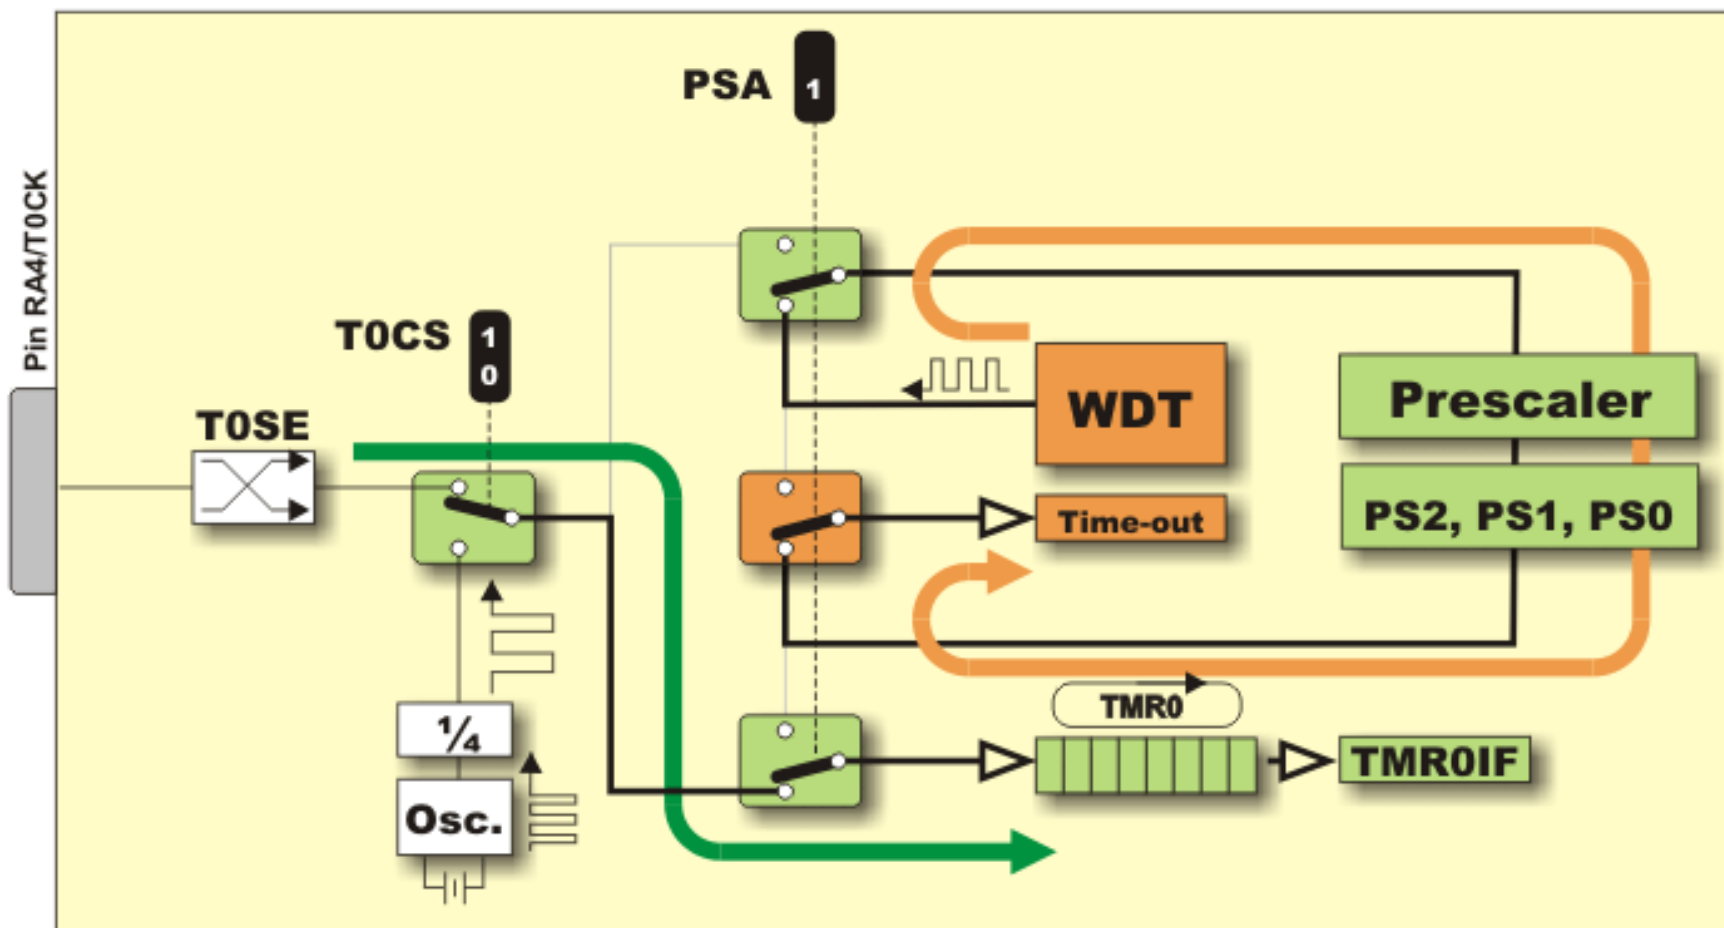 PSA
1
Pin RA4/T0CK
T0CS
1
0
T0SE
WDT
Prescaler
Time-out
PS2, PS1, PS0
¼
TMR0
Osc.
TMR0IF